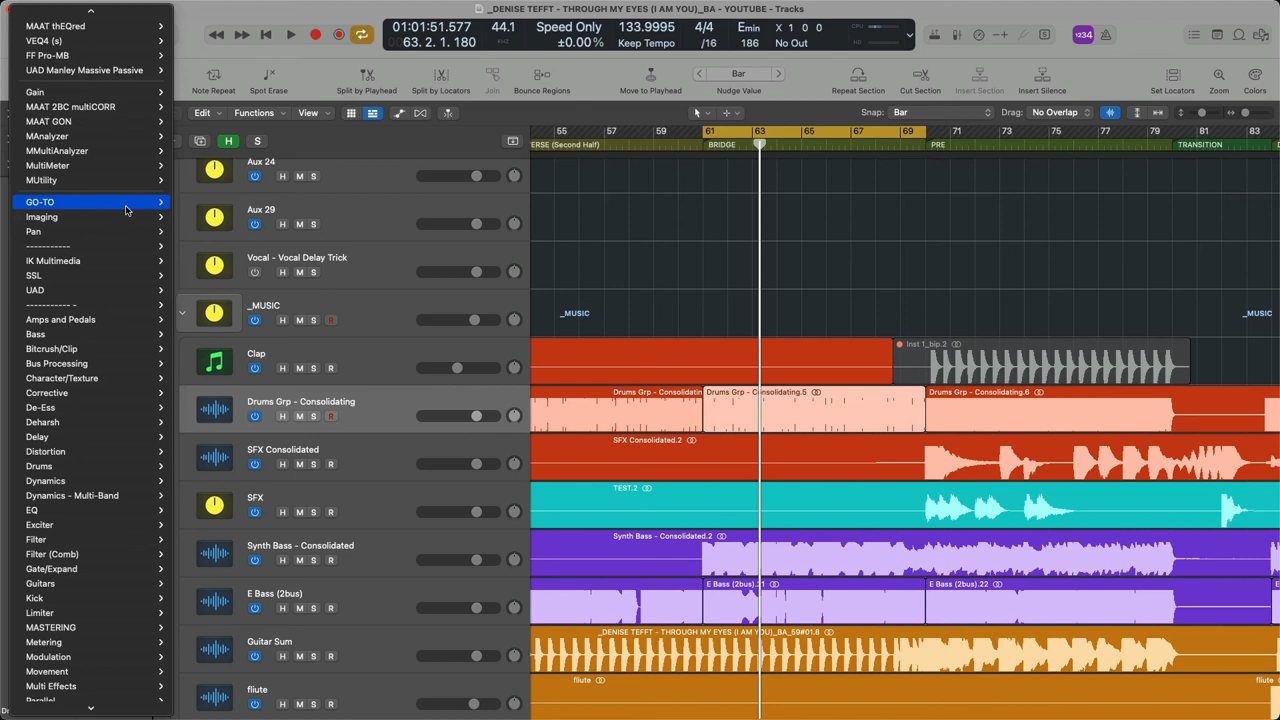 _DENISE TEFFT - THROUGH MY EYES (I AM YOU)_BA - YOUTUBE - Tracks
01:01:51.577
63. 2. 1. 180
44.1
Speed Only
±0.00%
153.9995
Keep Tempo
4/4
/16
Emin
186
X 1 0 0
No Out
CPU
HD
1234
Note Repeat
Spot Erase
Split by Playhead
Split by Locators
Join
Bounce Regions
Move to Playhead
Bar
Nudge Value
Repeat Section
Cut Section
Insert Section
Insert Silence
Set Locators
Zoom
Colors
Edit
Functions
View
Snap: Bar
Drag: No Overlap
H
S
55 57 59 61 63 65 67 69 71 73 75 77 79 81 83
ERSE (Second Half)
BRIDGE
PRE
TRANSITION
MAAT thEQred
VEQ4 (s)
FF Pro-MB
UAD Manley Massive Passive
Gain
MAAT 2BC multiCORR
MAAT GON
MAnalyzer
MMultiAnalyzer
MultiMeter
MUtility
GO-TO
Imaging
Pan
-----------
IK Multimedia
SSL
UAD
----------- -
Amps and Pedals
Bass
Bitcrush/Clip
Bus Processing
Character/Texture
Corrective
De-Ess
Deharsh
Delay
Distortion
Drums
Dynamics
Dynamics - Multi-Band
EQ
Exciter
Filter
Filter (Comb)
Gate/Expand
Guitars
Kick
Limiter
MASTERING
Metering
Modulation
Movement
Multi Effects
Parallel
Aux 24
H M S
Aux 29
H M S
Vocal - Vocal Delay Trick
H M S
_MUSIC
H M S R
_MUSIC
_MUSIC
Clap
H M S
Inst 1_bip.2
Drums Grp - Consolidating
H M S R
Drums Grp - Consolidatin
Drums Grp - Consolidating.5
Drums Grp - Consolidating.6
SFX Consolidated
H M S R
SFX Consolidated.2
SFX
H M S R
TEST.2
Synth Bass - Consolidated
H M S R
Synth Bass - Consolidated.2
E Bass (2bus)
H M S R
E Bass (2bus).21
E Bass (2bus).22
E
Guitar Sum
H M S R
_DENISE TEFFT - THROUGH MY EYES (I AM YOU)_BA_59#01.8
fliute
H M S R
fliute
fliute